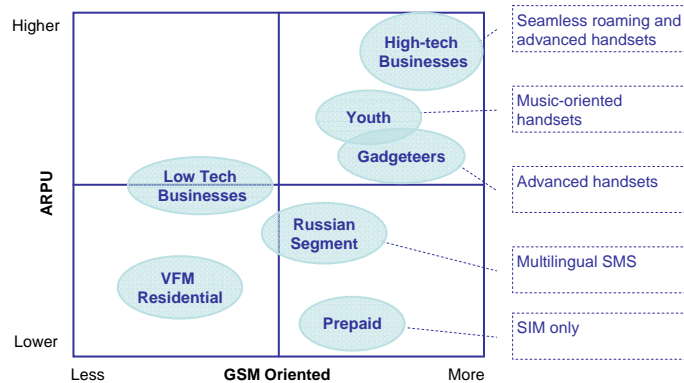 Higher
Seamless roaming and
advanced handsets
High-tech
Businesses
Music-oriented
handsets
Youth
Gadgeteers
Advanced handsets
Low Tech
Businesses
ARPU
Russian
Segment
Multilingual SMS
VFM
Residential
Prepaid
SIM only
Lower
Less
GSM Oriented
More